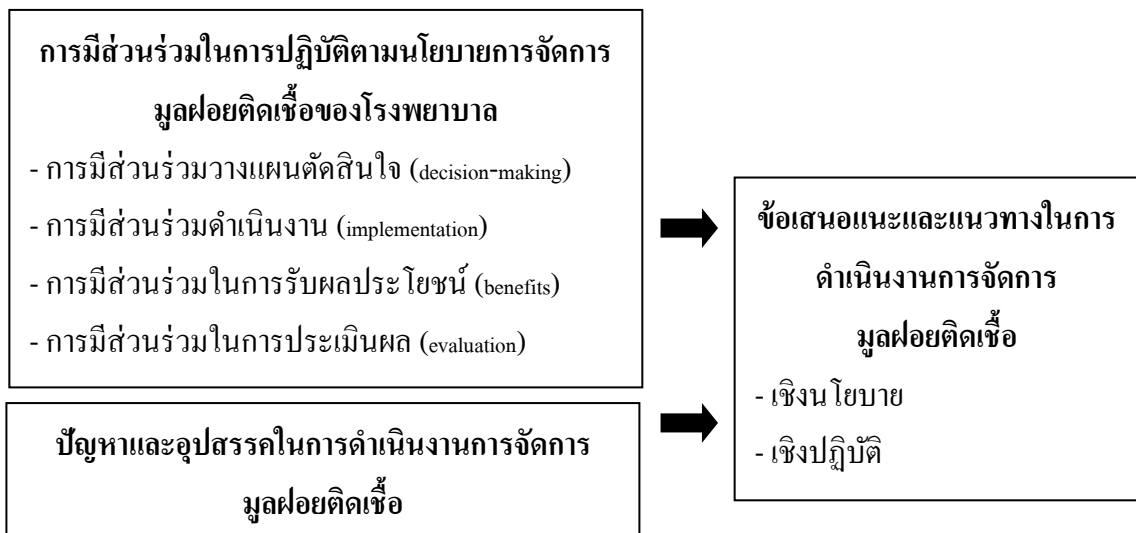 การมีส่วนร่วมในการปฏิบัติตามนโยบายการจัดการ
มูลฝอยติดเชื้อของโรงพยาบาล
- การมีส่วนร่วมวางแผนตัดสินใจ (decision-making)
- การมีส่วนร่วมดำเนินงาน (implementation)
- การมีส่วนร่วมในการรับผลประโยชน์ (benefits)
- การมีส่วนร่วมในการประเมินผล (evaluation)
ปัญหาและอุปสรรคในการดำเนินงานการจัดการ
มูลฝอยติดเชื้อ
ข้อเสนอแนะและแนวทางในการ
ดำเนินงานการจัดการ
มูลฝอยติดเชื้อ
- เชิงนโยบาย
- เชิงปฏิบัติ